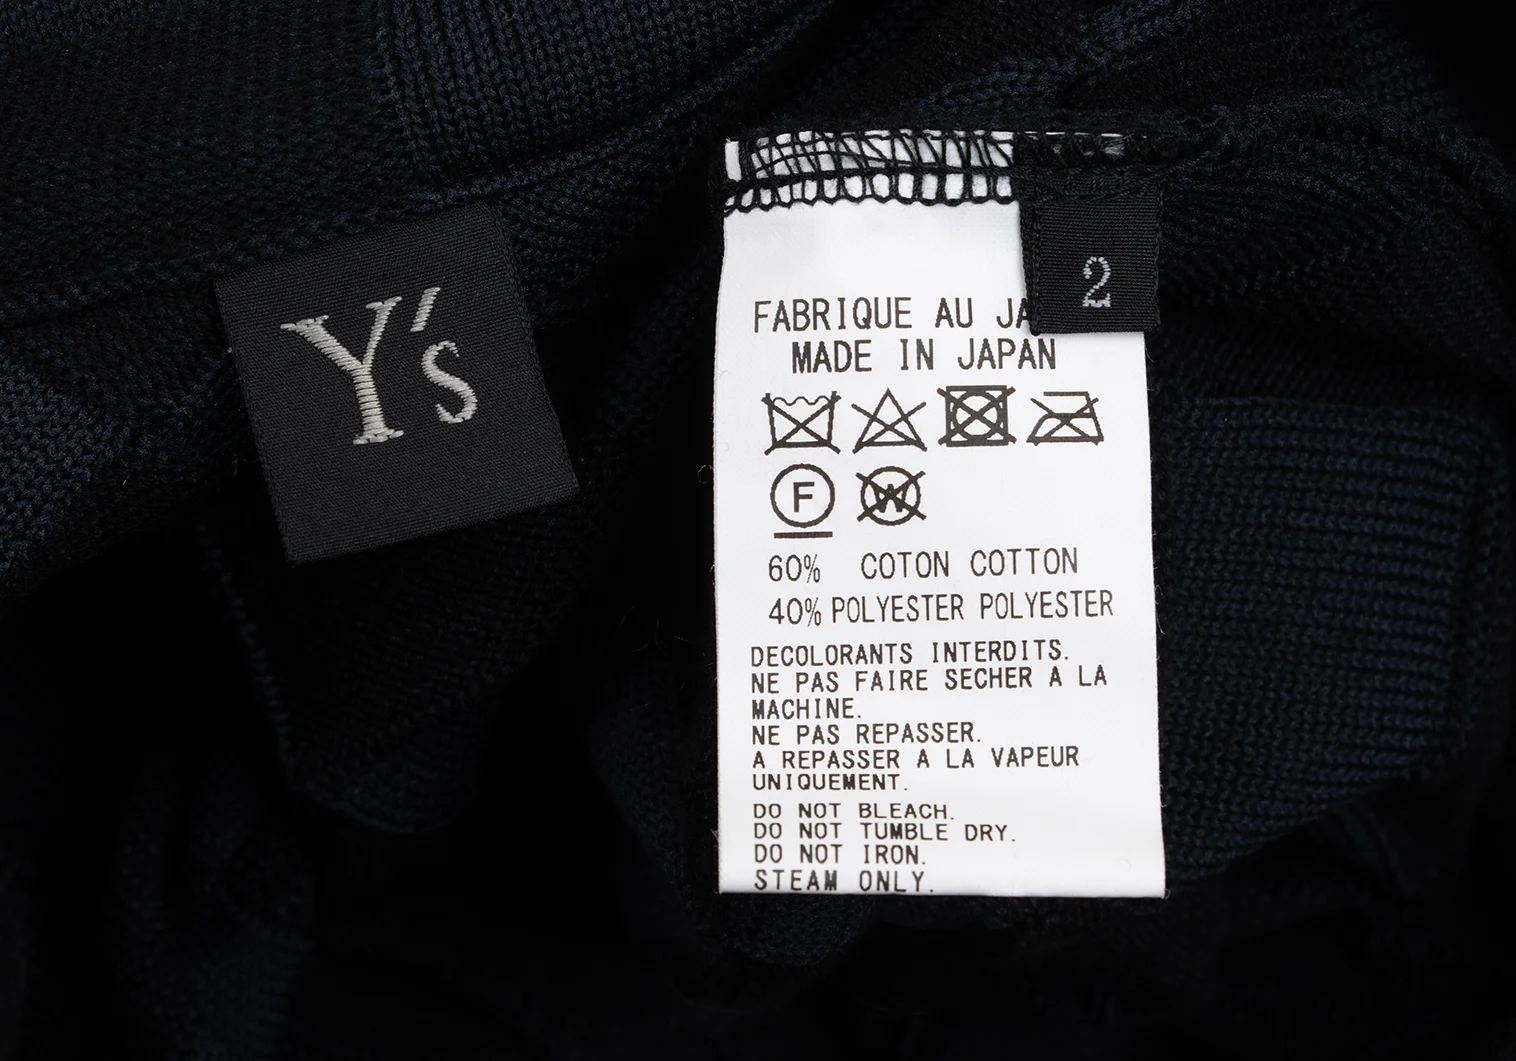 Y's
2
FABRIQUE AU JA
MADE IN JAPAN
F W
60% COTON COTTON
40% POLYESTER POLYESTER
DECOLORANTS INTERDITS.
NE PAS FAIRE SECHER A LA
MACHINE.
NE PAS REPASSER.
A REPASSER A LA VAPEUR
UNIQUEMENT.
DO NOT BLEACH.
DO NOT TUMBLE DRY.
DO NOT IRON.
STEAM ONLY.